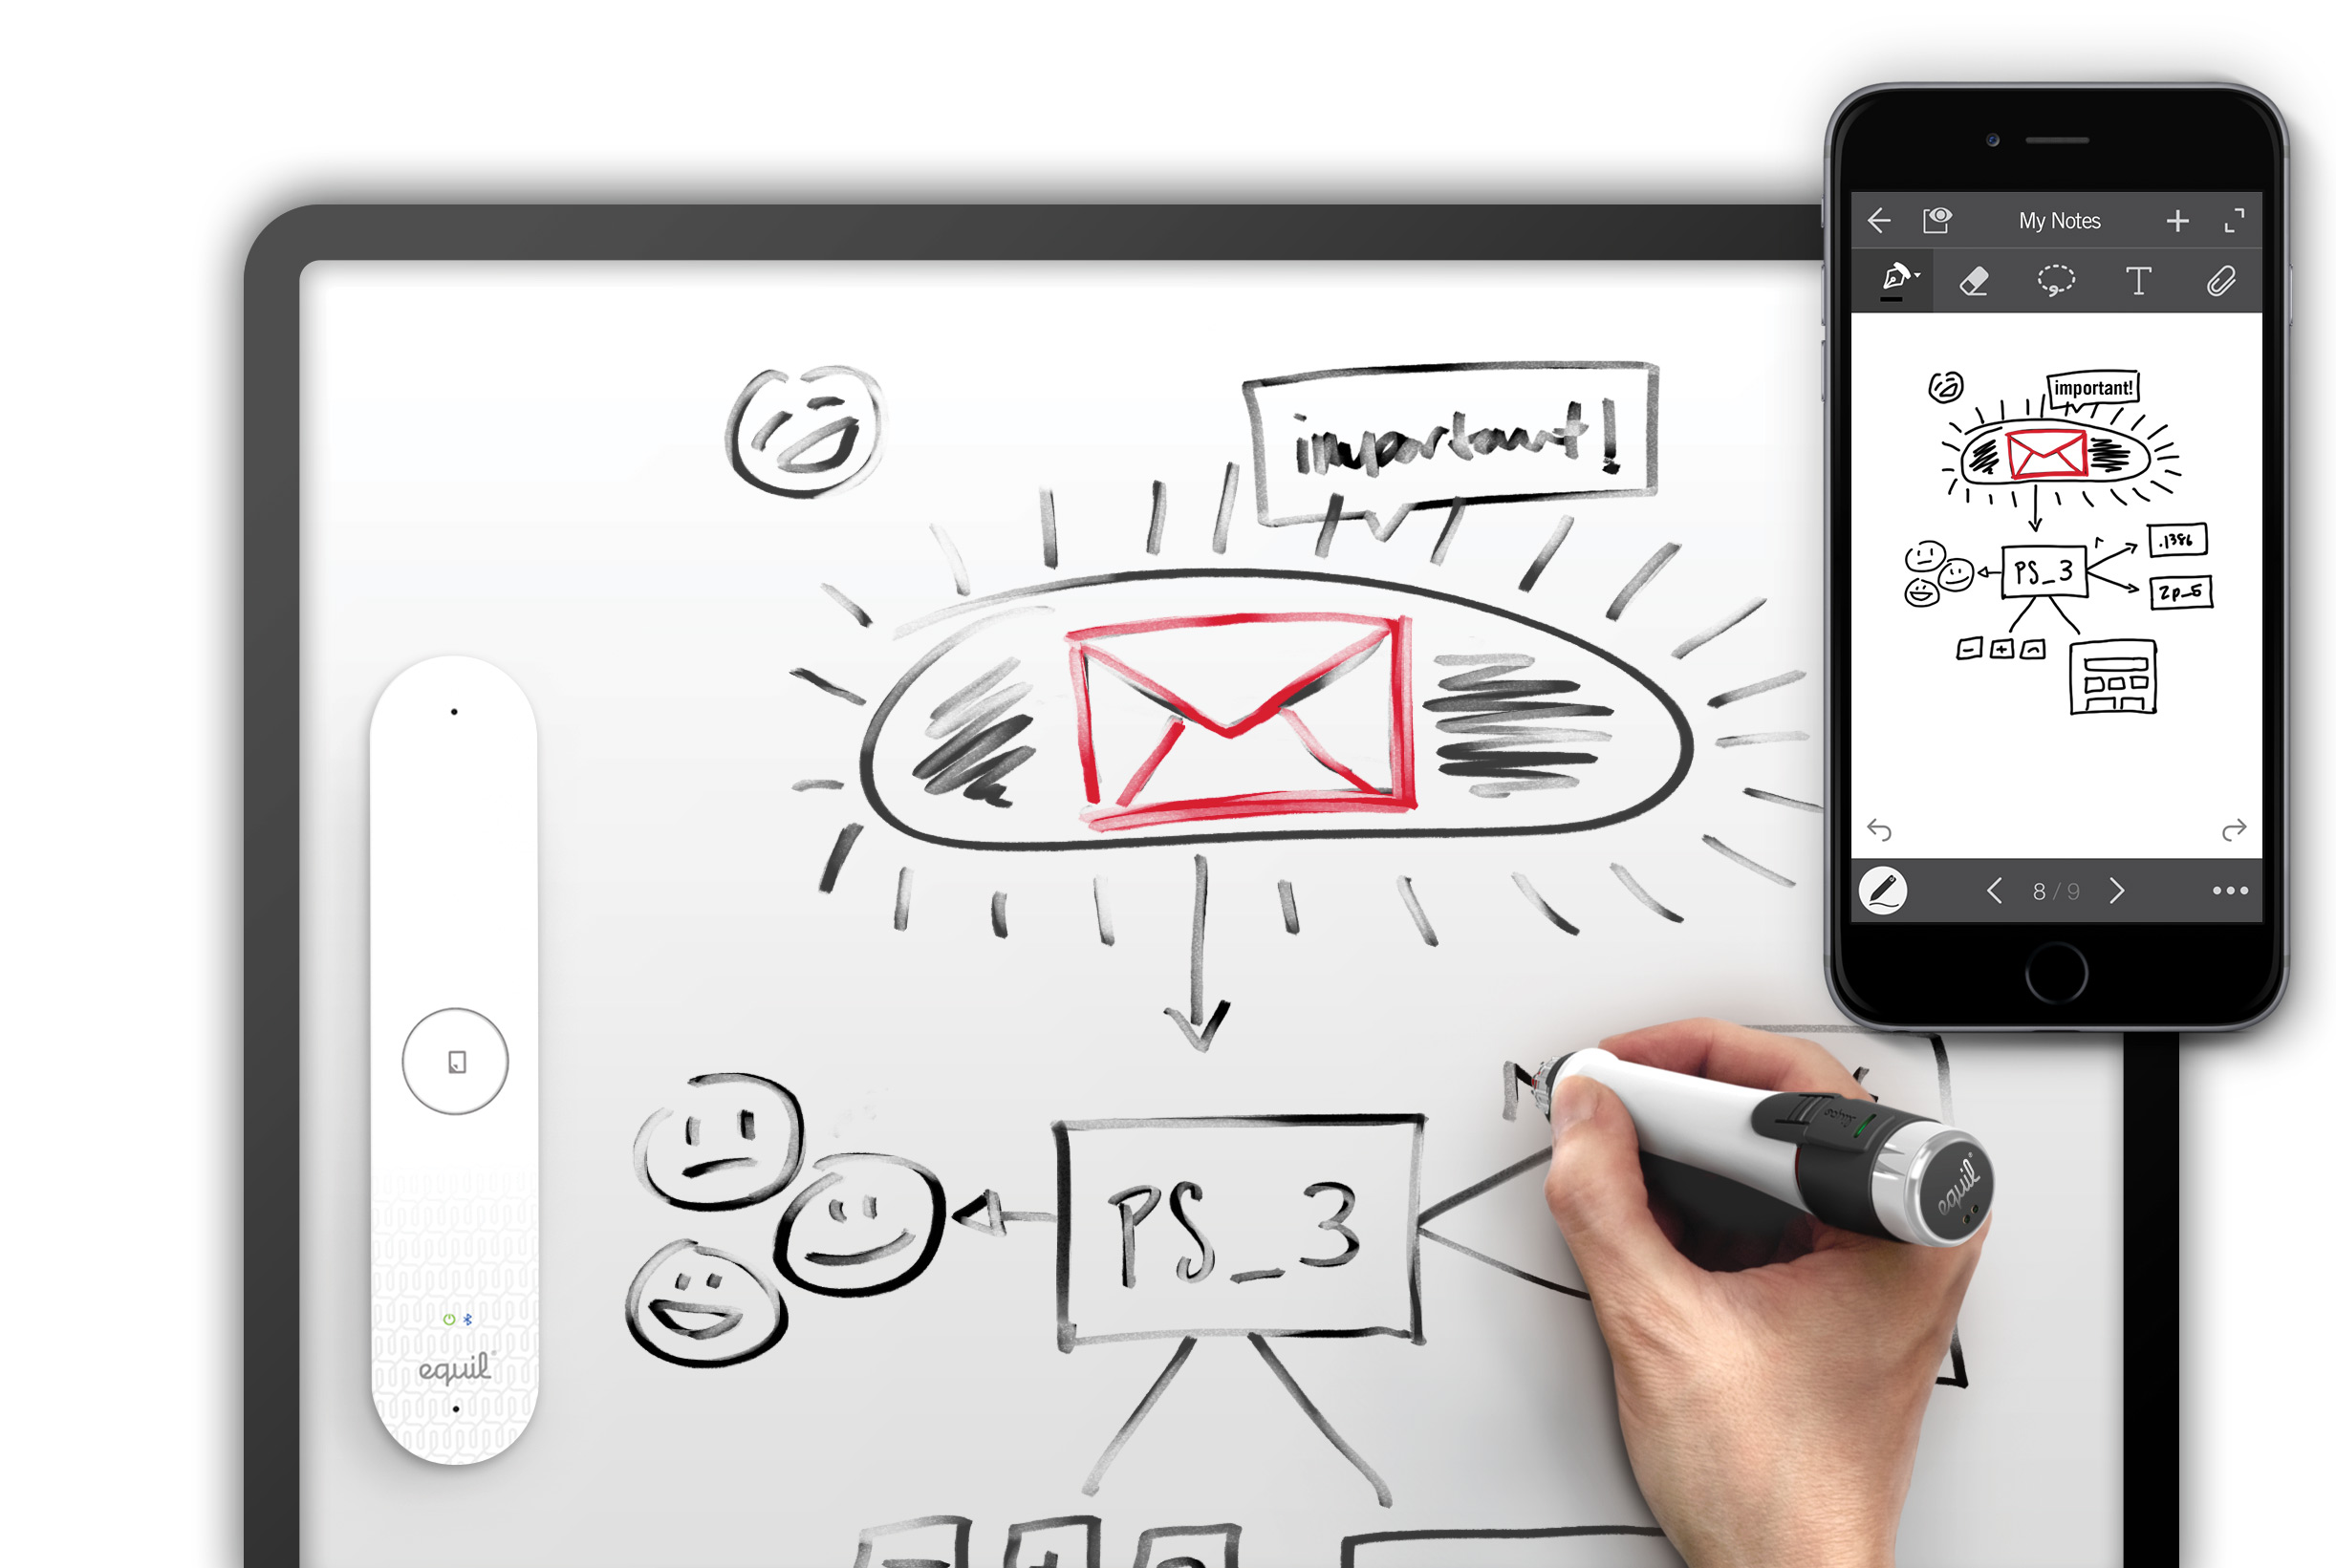 important!
PS_3
equil
equil
My Notes
T
important!
.1386
PS_3
2p_5
8 / 9